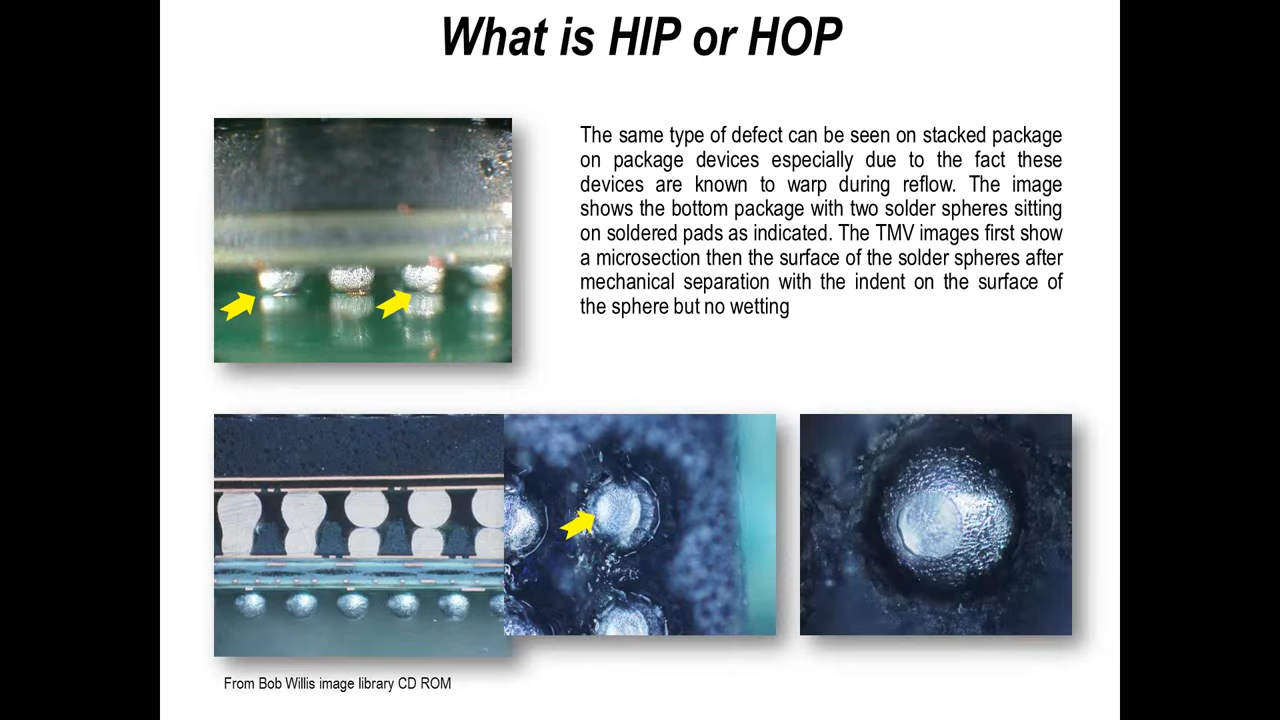 What is HIP or HOP
The same type of defect can be seen on stacked package
on package devices especially due to the fact these
devices are known to warp during reflow. The image
shows the bottom package with two solder spheres sitting
on soldered pads as indicated. The TMV images first show
a microsection then the surface of the solder spheres after
mechanical separation with the indent on the surface of
the sphere but no wetting
From Bob Willis image library CD ROM